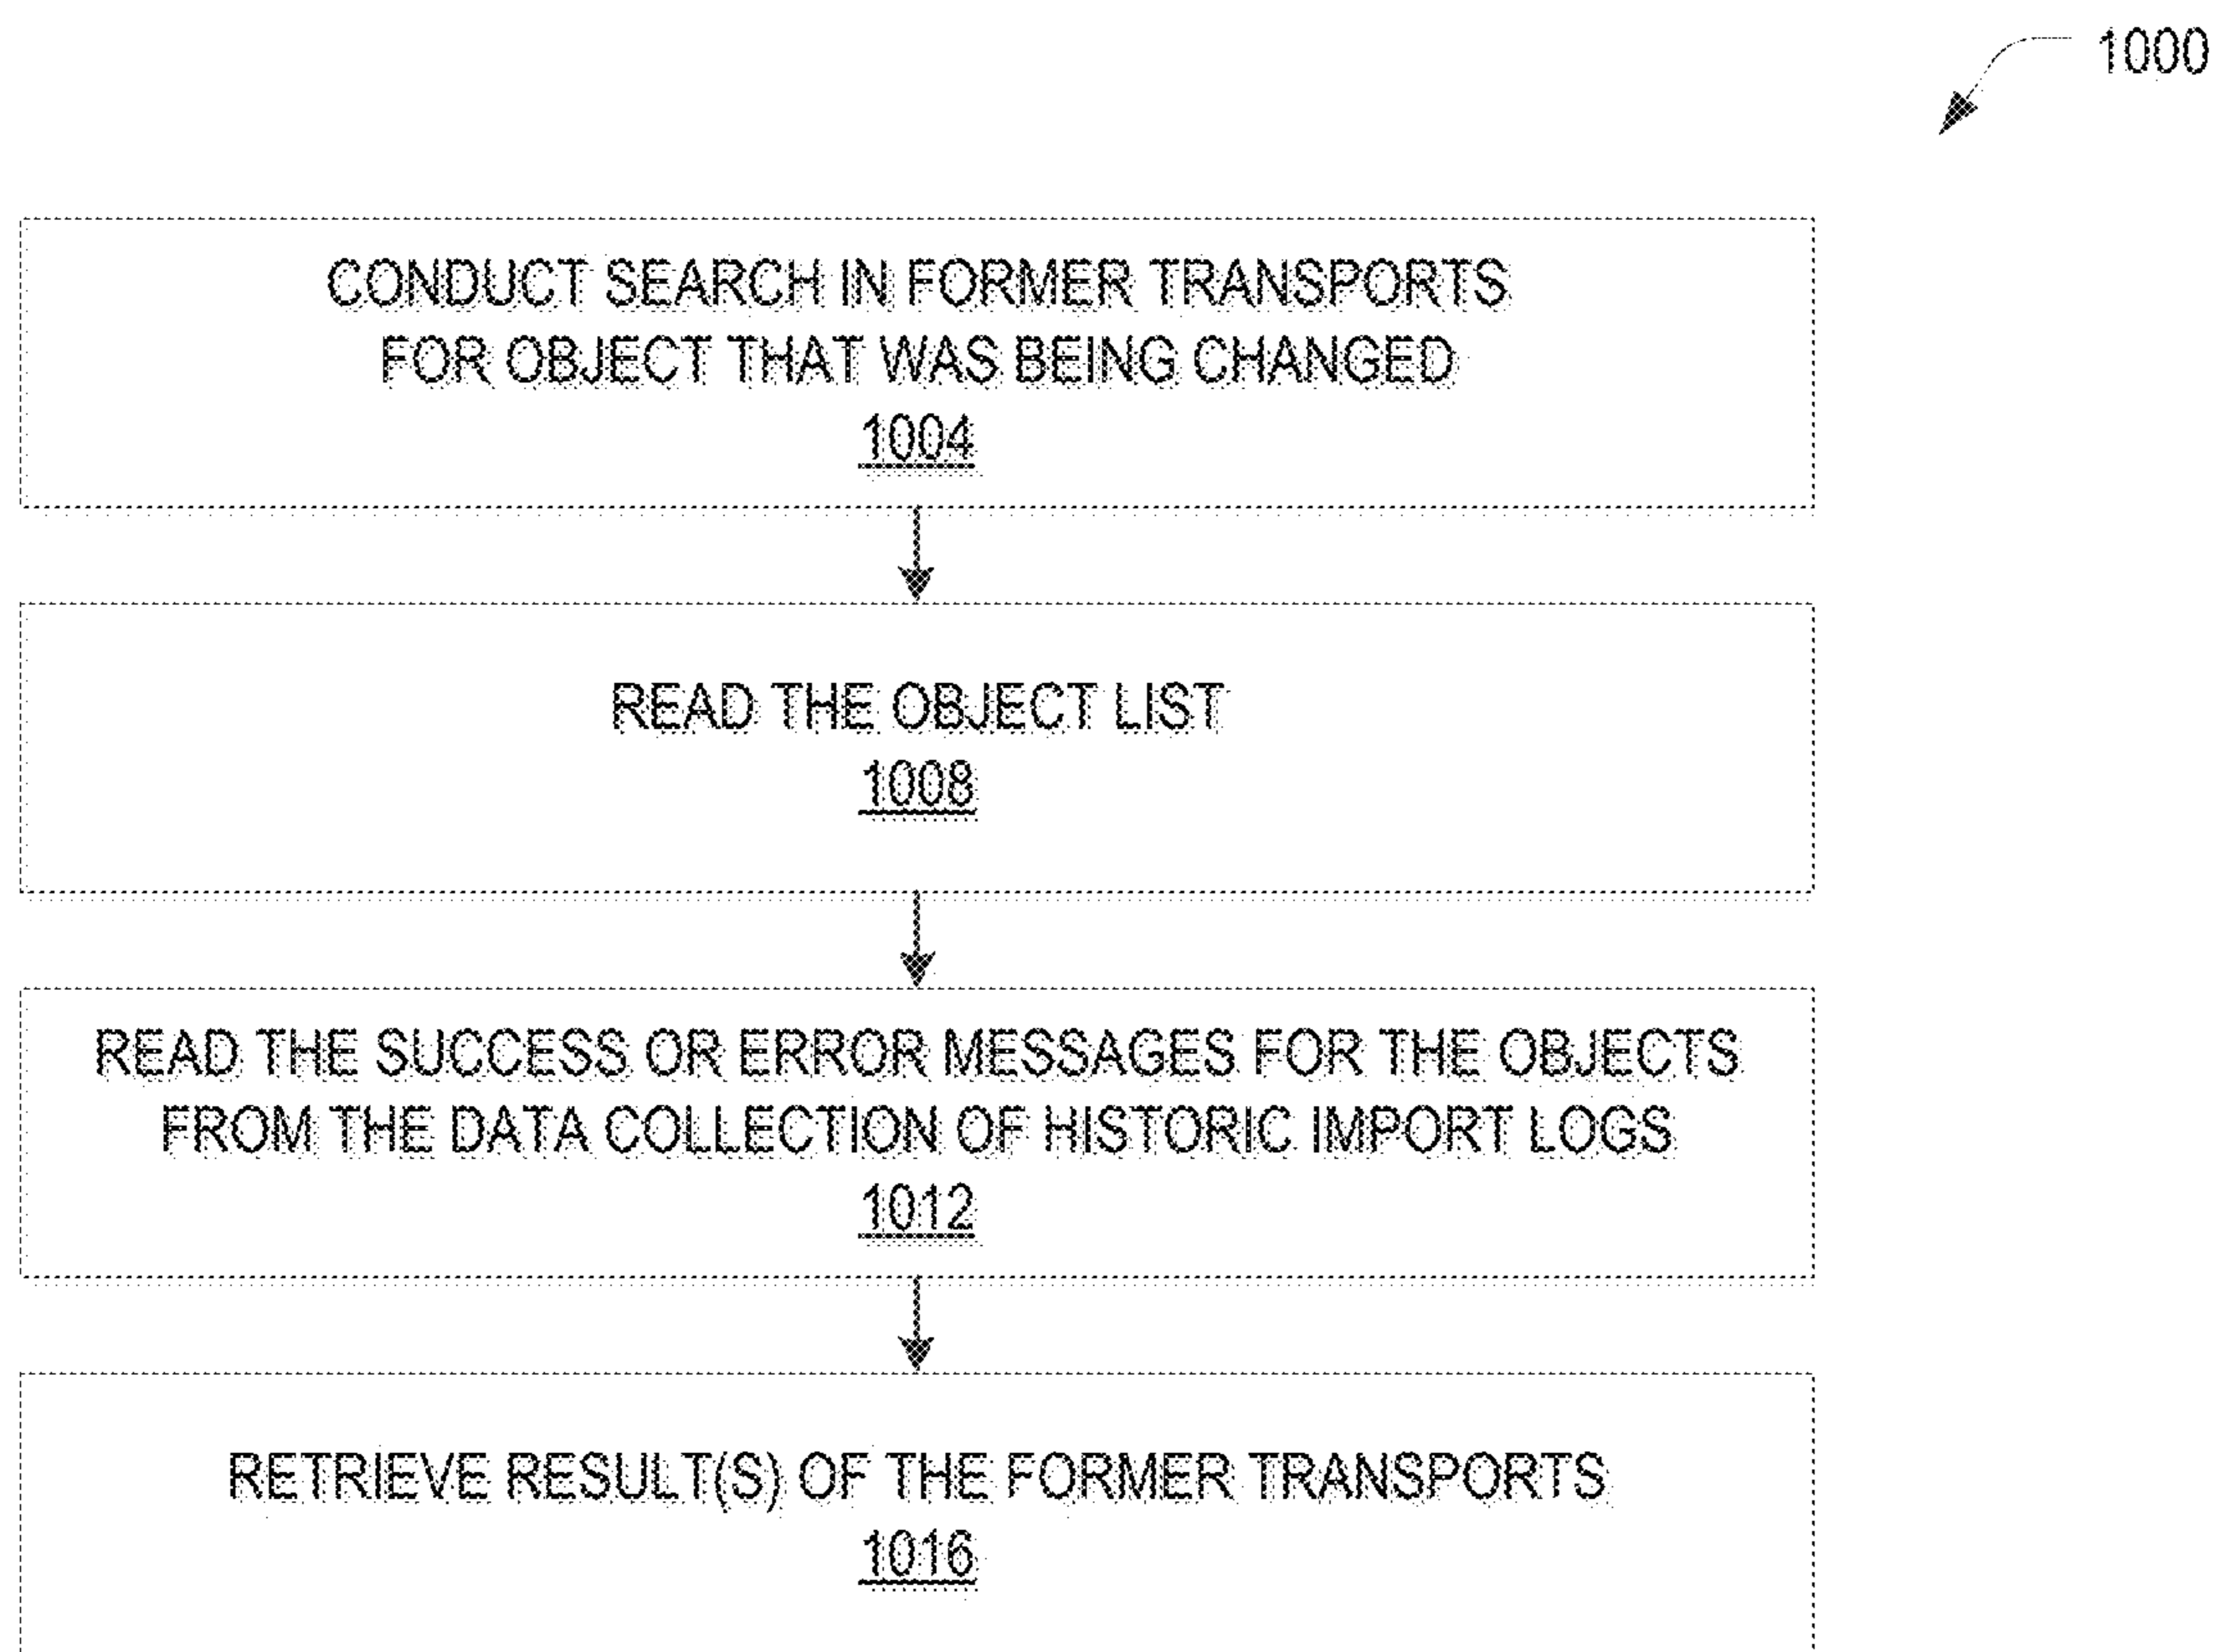 1000
CONDUCT SEARCH IN FORMER TRANSPORTS
FOR OBJECT THAT WAS BEING CHANGED
1004
READ THE OBJECT LIST
1008
READ THE SUCCESS OR ERROR MESSAGES FOR THE OBJECTS
FROM THE DATA COLLECTION OF HISTORIC IMPORT LOGS
1012
RETRIEVE RESULT(S) OF THE FORMER TRANSPORTS
1016